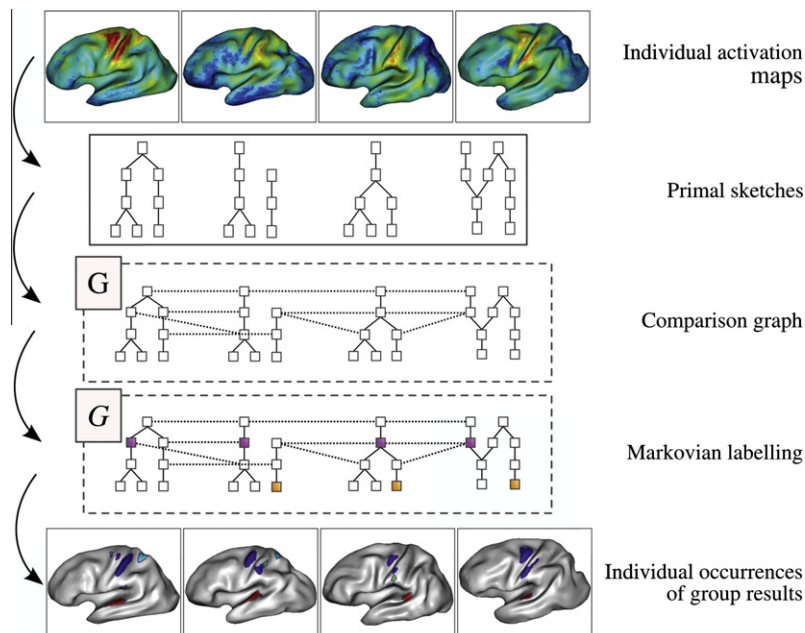 Individual activation
maps
Primal sketches
G
Comparison graph
G
Markovian labelling
Individual occurrences
of group results